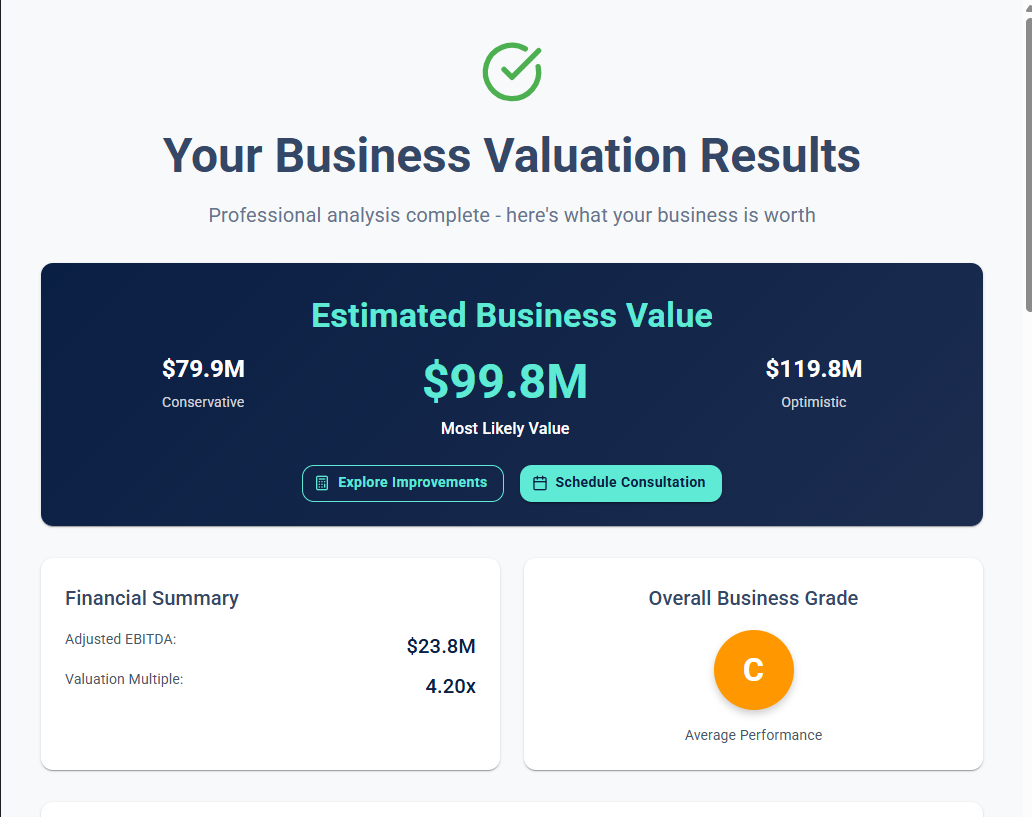 Your Business Valuation Results
Professional analysis complete - here's what your business is worth
Estimated Business Value
$79.9M
Conservative
$99.8M
Most Likely Value
$119.8M
Optimistic
Explore Improvements
Schedule Consultation
Financial Summary
Adjusted EBITDA:
$23.8M
Valuation Multiple:
4.20x
Overall Business Grade
C
Average Performance